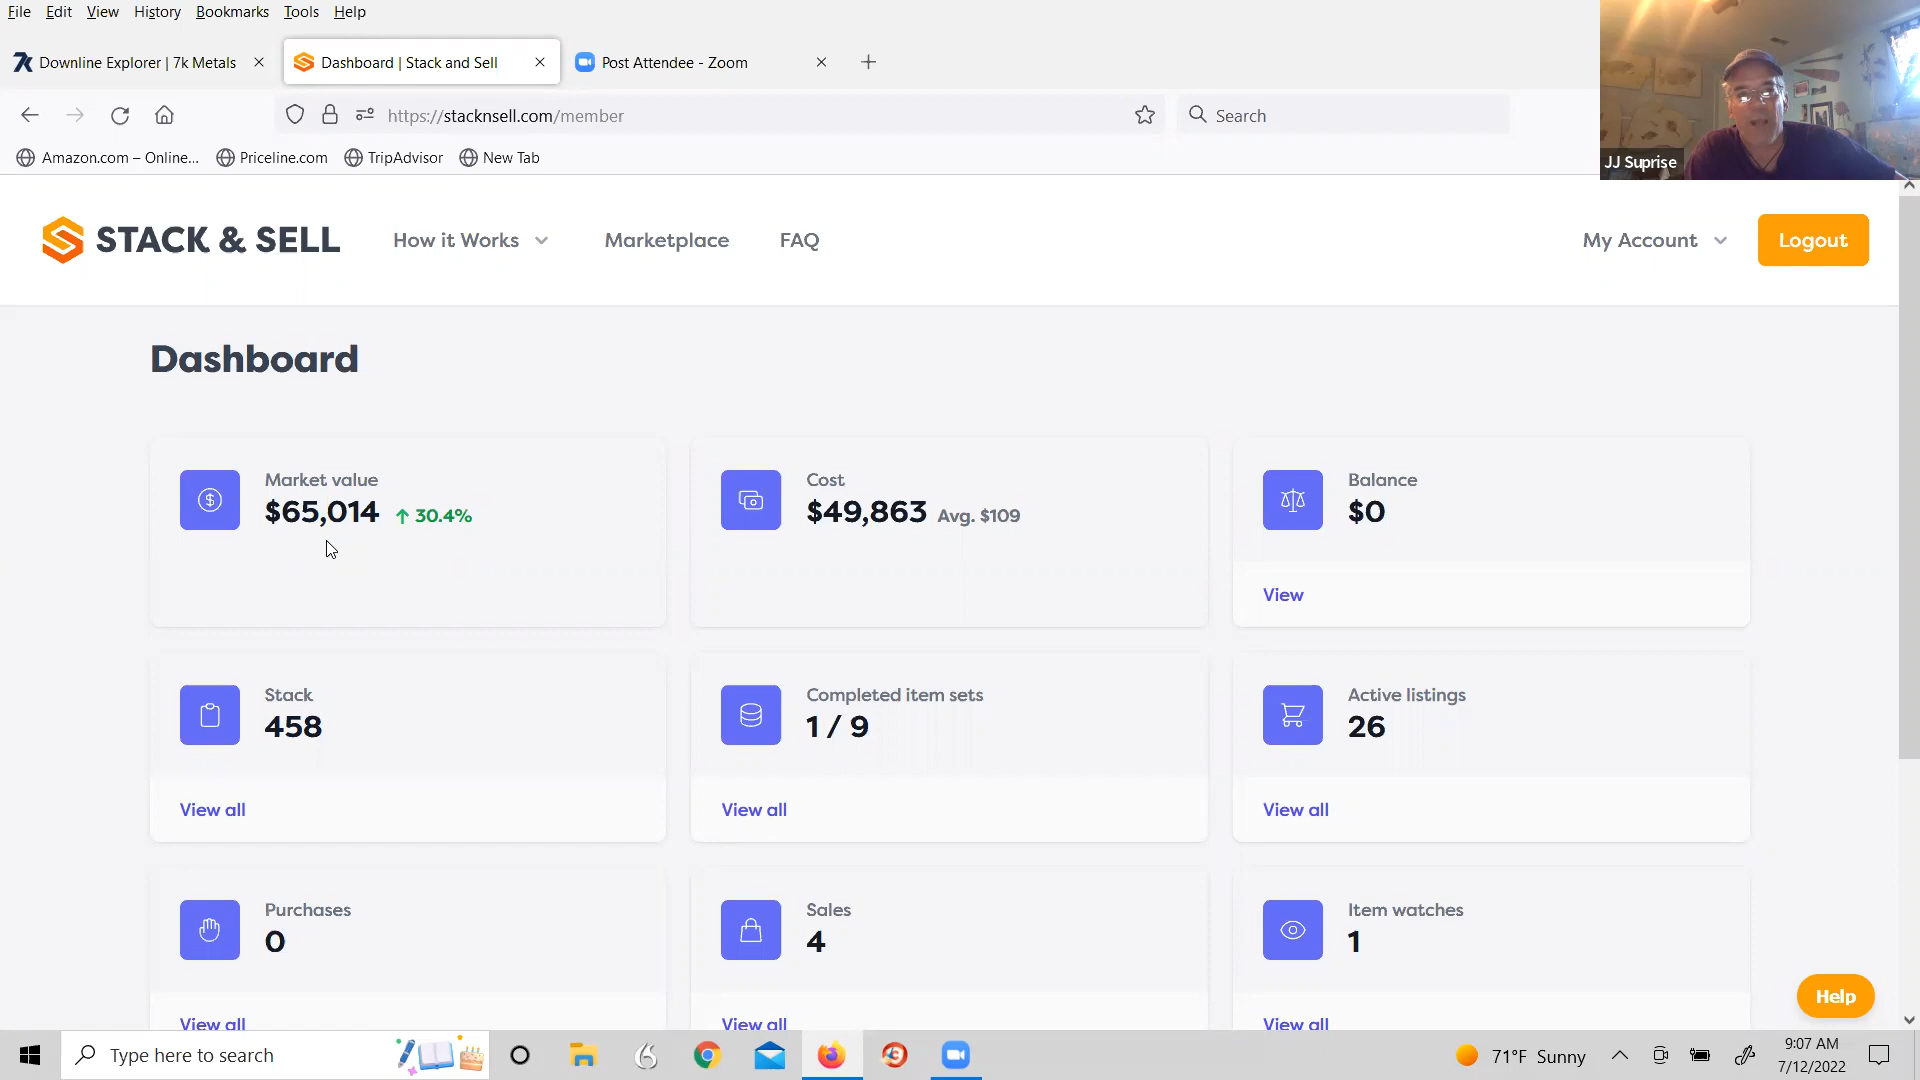 File Edit View History Bookmarks Tools Help
Downline Explorer | 7k Metals
Dashboard | Stack and Sell
Post Attendee - Zoom
https://stacknsell.com/member
Search
Amazon.com – Online...
Priceline.com
TripAdvisor
New Tab
JJ Suprise
STACK & SELL
How it Works
Marketplace
FAQ
My Account
Logout
Dashboard
Market value
$65,014 30.4%
Cost
$49,863 Avg. $109
Balance
$0
View
Stack
458
View all
Completed item sets
1 / 9
View all
Active listings
26
View all
Purchases
0
View all
Sales
4
View all
Item watches
1
View all
Help
Type here to search
71°F Sunny
9:07 AM
7/12/2022